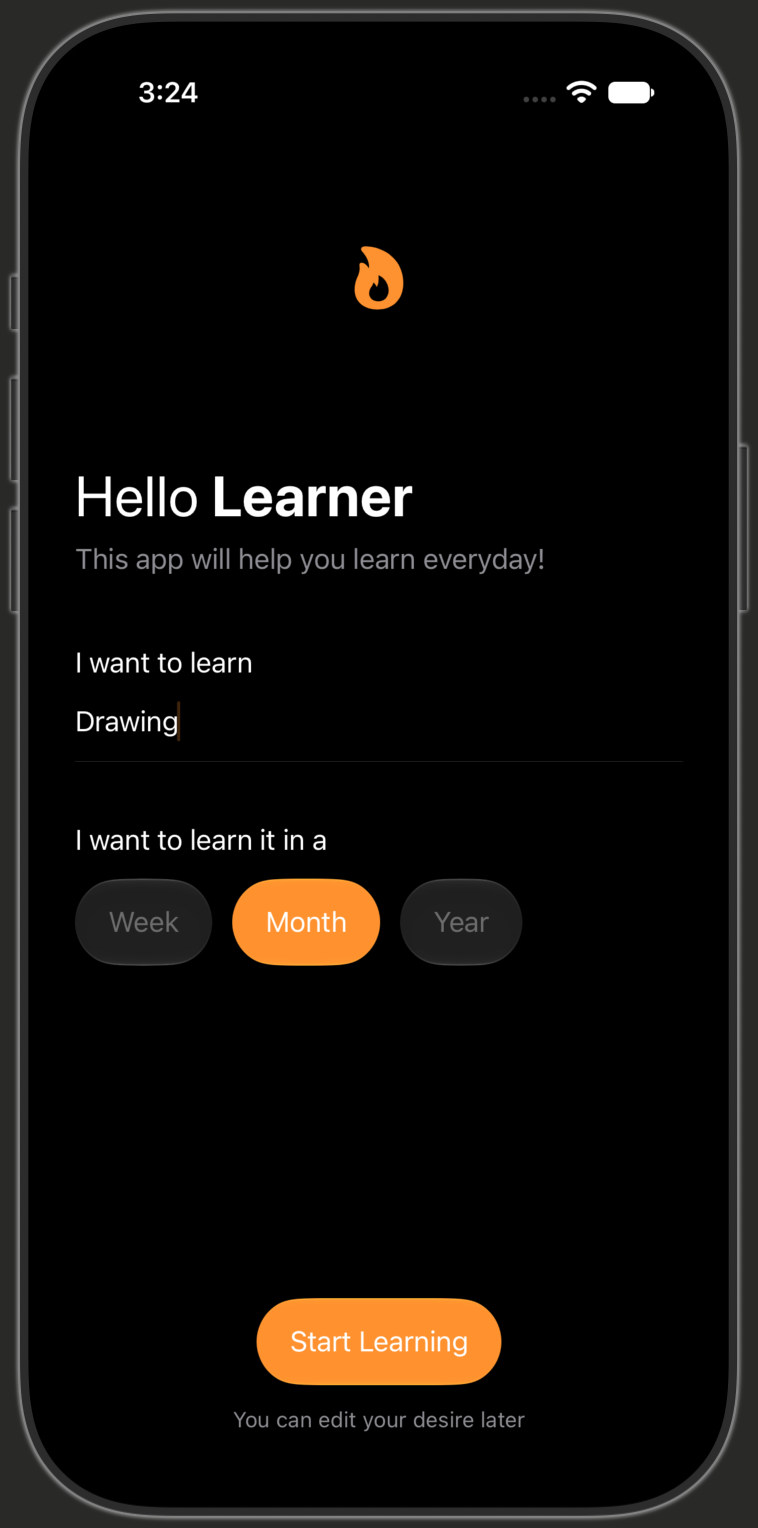 3:24
Hello Learner
This app will help you learn everyday!
I want to learn
Drawing
I want to learn it in a
Week Month Year
Start Learning
You can edit your desire later